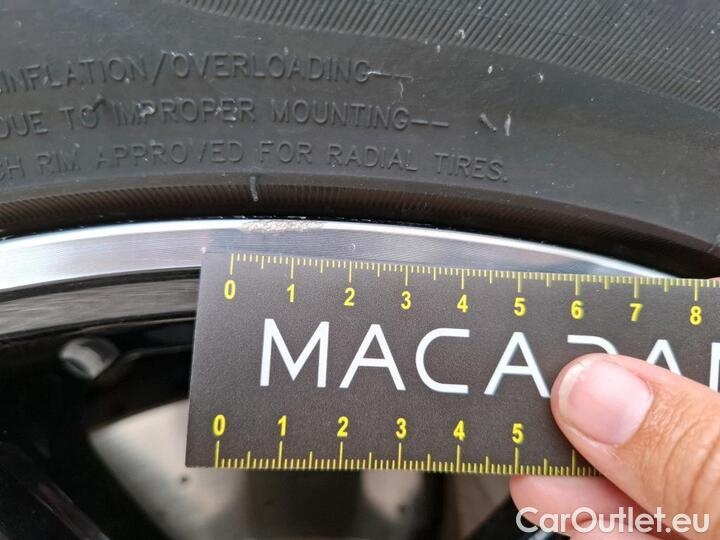 INFLATION/OVERLOADING--
DUE TO IMPROPER MOUNTING--
RIM APPROVED FOR RADIAL TIRES.
0 1 2 3 4 5 6 7 8
MACA
0 1 2 3 4 5
CarOutlet.eu